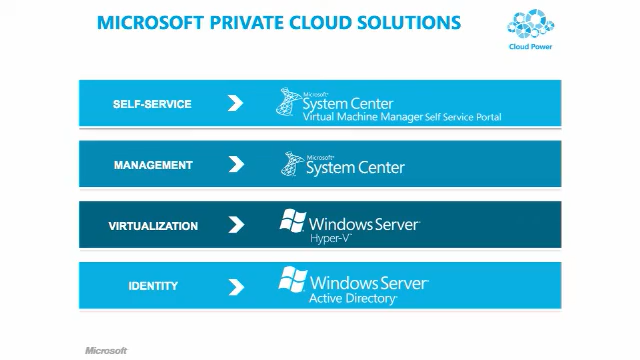 MICROSOFT PRIVATE CLOUD SOLUTIONS
Cloud Power
SELF-SERVICE
Microsoft
System Center
Virtual Machine Manager Self Service Portal
MANAGEMENT
Microsoft
System Center
VIRTUALIZATION
Windows Server
Hyper-V
IDENTITY
Windows Server
Active Directory
Microsoft